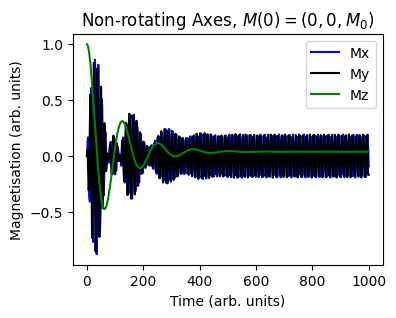 Non-rotating Axes, $M(0) = (0, 0, M_0)$
Magnetisation (arb. units)
1.0
0.5
0.0
−0.5
Mx
My
Mz
0 200 400 600 800 1000
Time (arb. units)